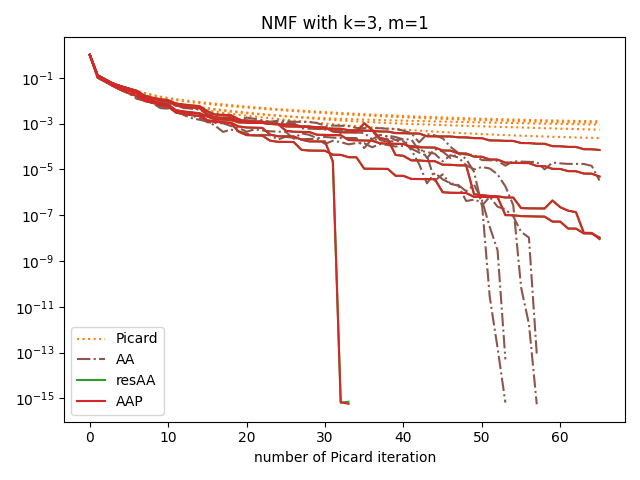 NMF with k=3, m=1
10⁻¹
10⁻³
10⁻⁵
10⁻⁷
10⁻⁹
10⁻¹¹
10⁻¹³
10⁻¹⁵
Picard
AA
resAA
AAP
0 10 20 30 40 50 60
number of Picard iteration